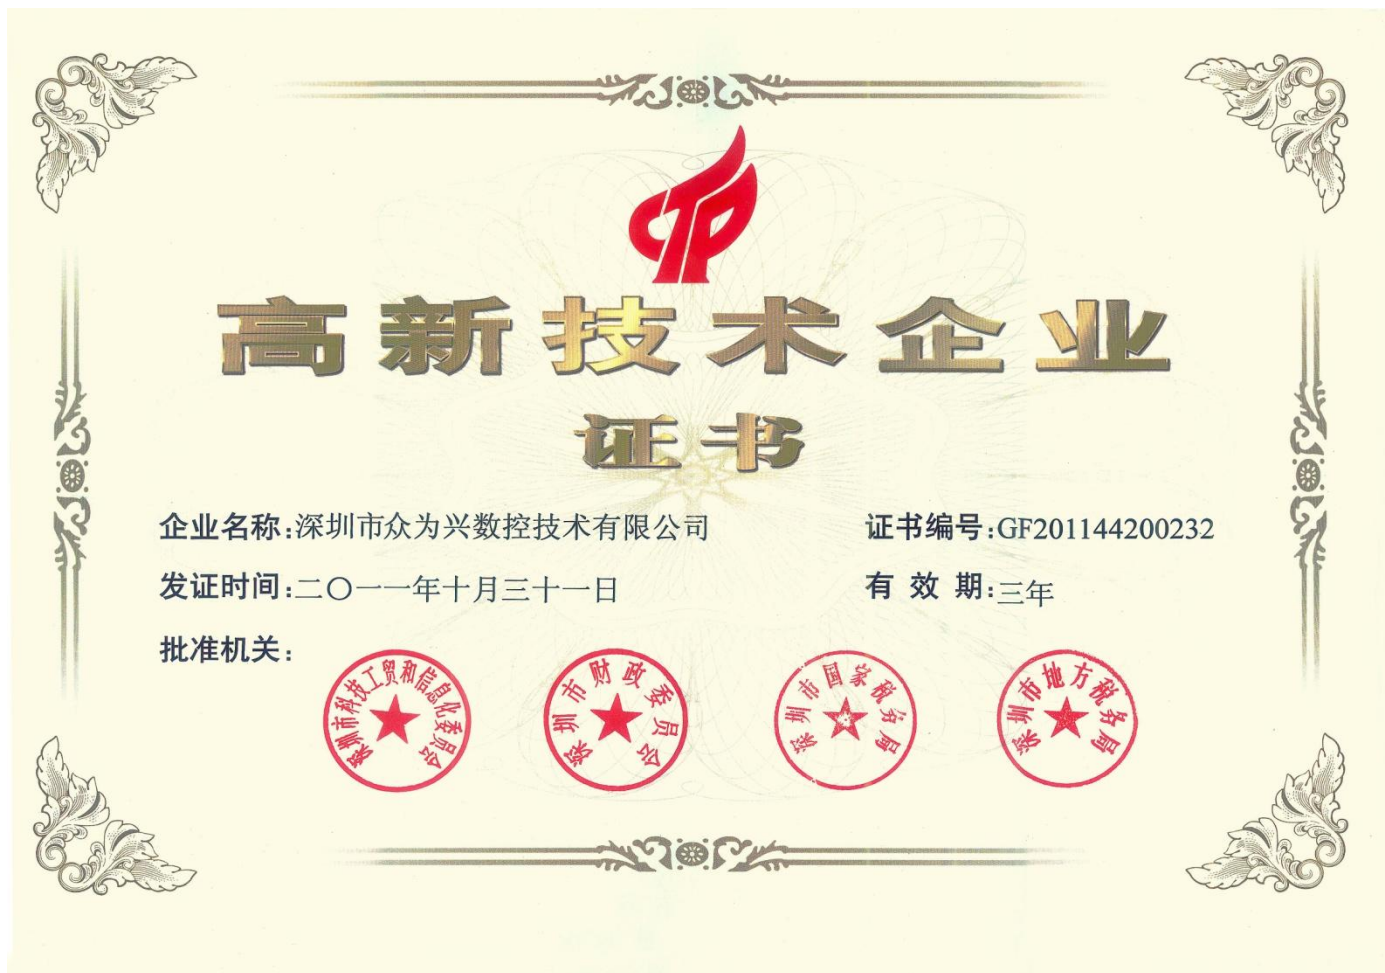 高新技术企业
证书
企业名称:深圳市众为兴数控技术有限公司
证书编号:GF201144200232
发证时间:二〇一一年十月三十一日
有 效 期:三年
批准机关:
深圳市科技工贸和信息化委员会
深圳市财政委员会
深圳市国家税务局
深圳市地方税务局